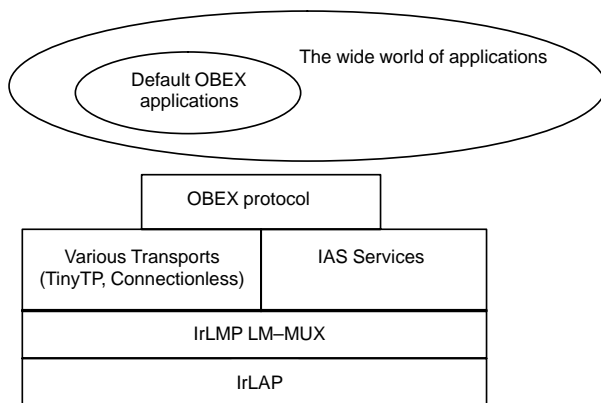 The wide world of applications
Default OBEX
applications
OBEX protocol
Various Transports
(TinyTP, Connectionless)
IAS Services
IrLMP LM–MUX
IrLAP